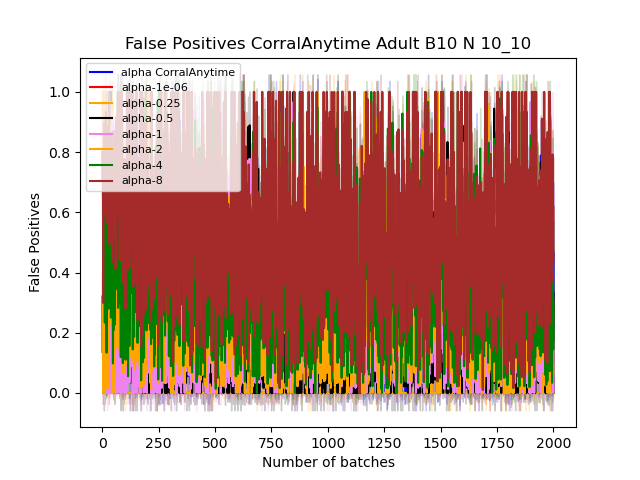 False Positives CorralAnytime Adult B10 N 10_10
alpha CorralAnytime
alpha-1e-06
alpha-0.25
alpha-0.5
alpha-1
alpha-2
alpha-4
alpha-8
1.0
0.8
0.6
0.4
0.2
0.0
False Positives
0 250 500 750 1000 1250 1500 1750 2000
Number of batches